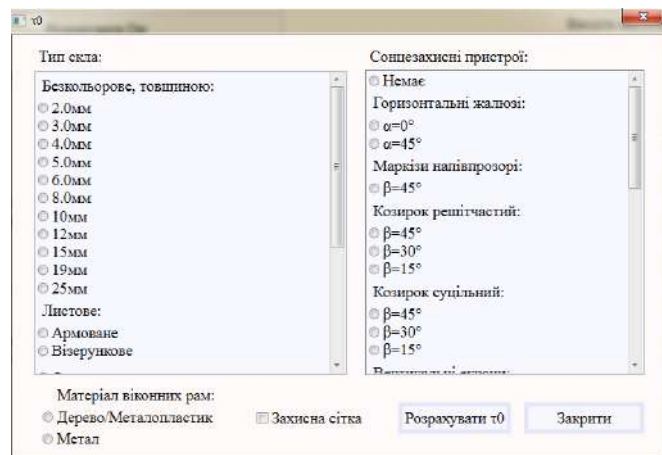 τ0
Тип скла:
Безкольорове, товщиною:
2.0мм
3.0мм
4.0мм
5.0мм
6.0мм
8.0мм
10мм
12мм
15мм
19мм
25мм
Листове:
Армоване
Візерункове
Сонцезахисні пристрої:
Немає
Горизонтальні жалюзі:
α=0°
α=45°
Маркізи напівпрозорі:
β=45°
Козирок решітчастий:
β=45°
β=30°
β=15°
Козирок суцільний:
β=45°
β=30°
β=15°
Вертикальні екрани:
Матеріал віконних рам:
Дерево/Металопластик
Метал
Захисна сітка
Розрахувати τ0
Закрити